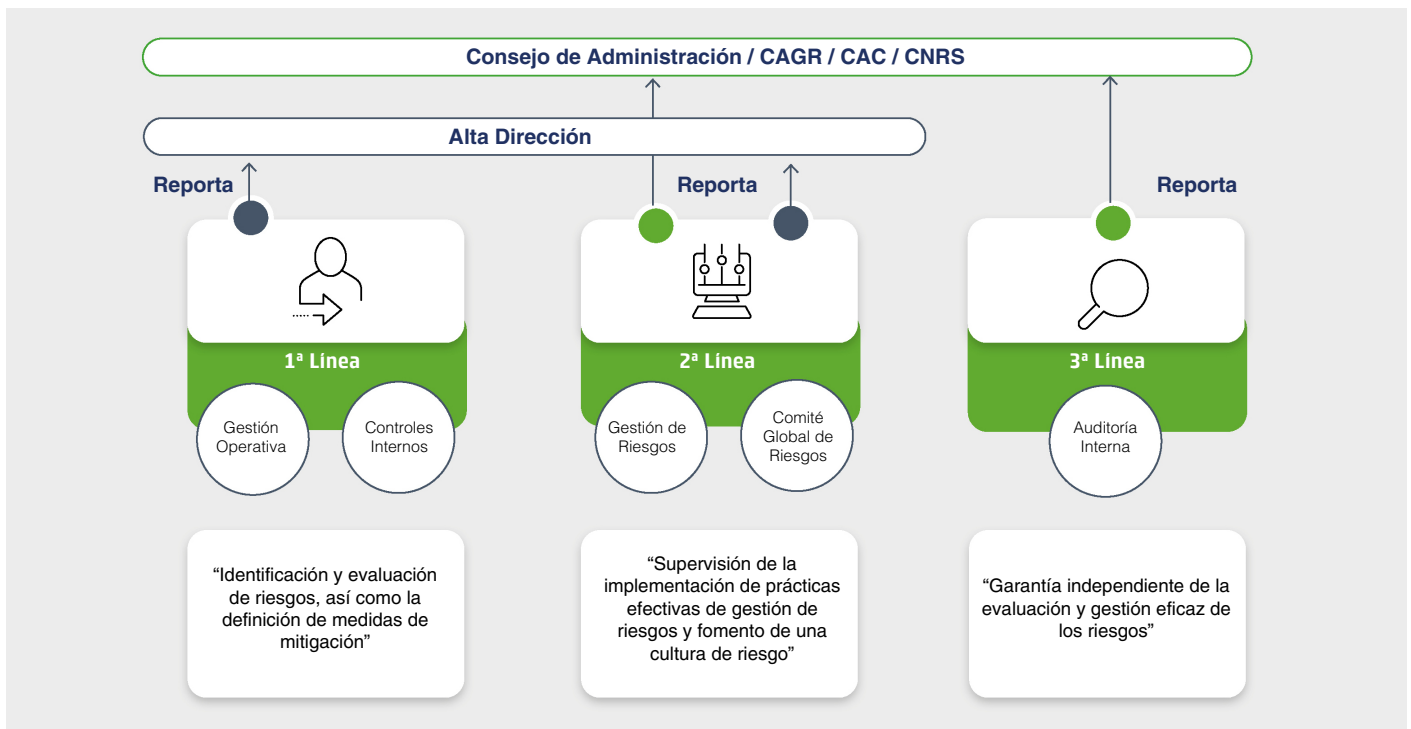 Consejo de Administración / CAGR / CAC / CNRS
Alta Dirección
Reporta
Reporta
Reporta
1ª Línea
2ª Línea
3ª Línea
Gestión
Operativa
Controles
Internos
Gestión de
Riesgos
Comité
Global de
Riesgos
Auditoría
Interna
“Identificación y evaluación
de riesgos, así como la
definición de medidas de
mitigación”
“Supervisión de la
implementación de prácticas
efectivas de gestión de
riesgos y fomento de una
cultura de riesgo”
“Garantía independiente de la
evaluación y gestión eficaz de
los riesgos”